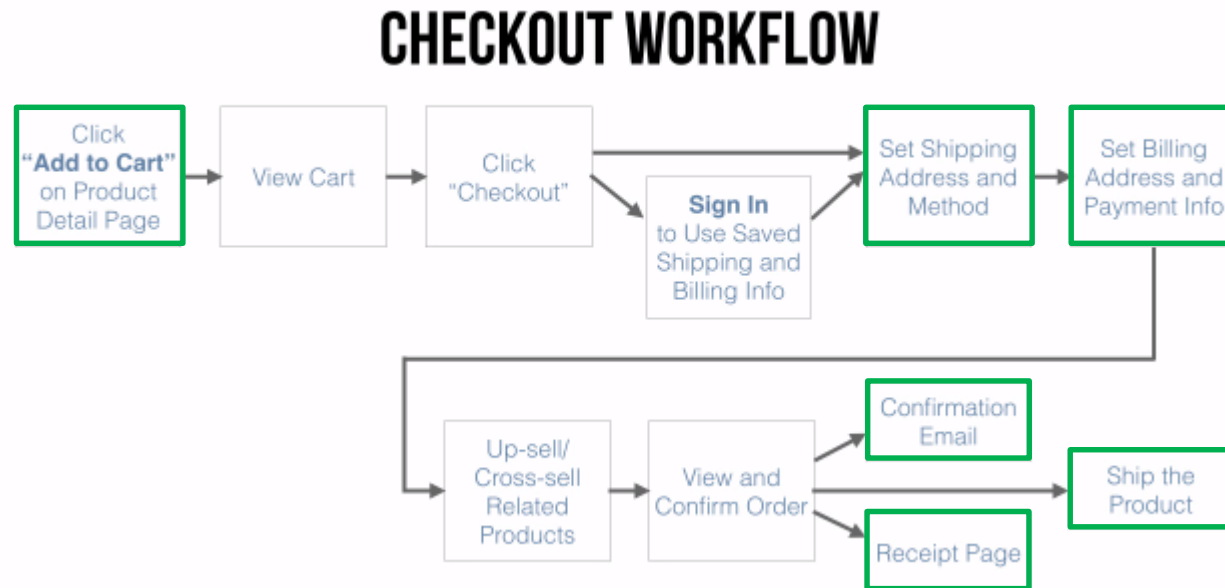 CHECKOUT WORKFLOW
Click
“Add to Cart”
on Product
Detail Page
View Cart
Click
“Checkout”
Sign In
to Use Saved
Shipping and
Billing Info
Set Shipping
Address and
Method
Set Billing
Address and
Payment Info
Up-sell/
Cross-sell
Related
Products
View and
Confirm Order
Confirmation
Email
Ship the
Product
Receipt Page